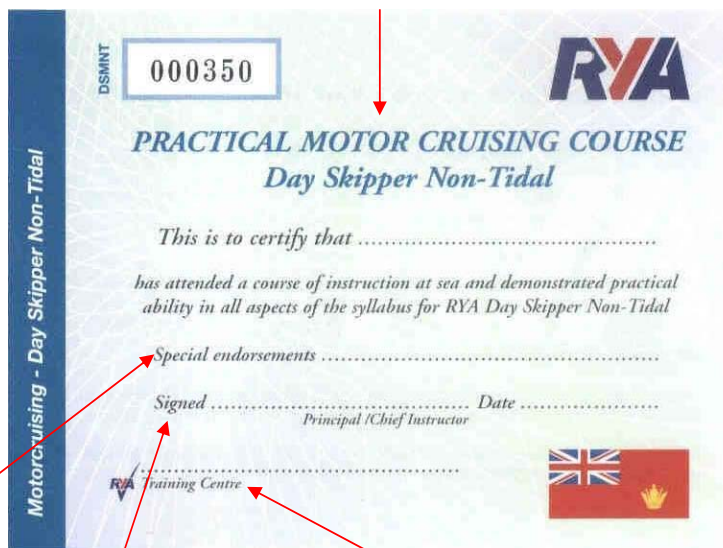 DSMNT
000350
RYA
PRACTICAL MOTOR CRUISING COURSE
Day Skipper Non-Tidal
Motorcruising - Day Skipper Non-Tidal
This is to certify that ..................................................
has attended a course of instruction at sea and demonstrated practical
ability in all aspects of the syllabus for RYA Day Skipper Non-Tidal
Special endorsements ..........................................................
Signed ............................................ Date ........................
Principal /Chief Instructor
......................................................
RYA Training Centre